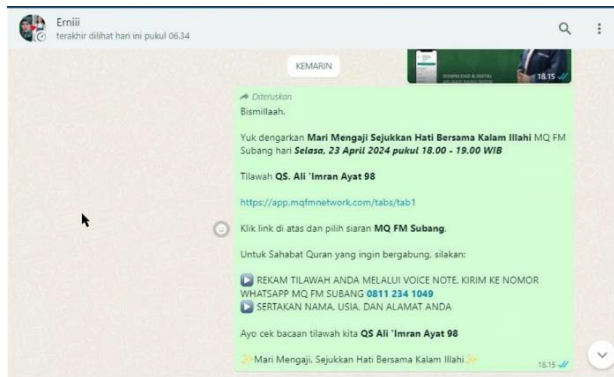 Erniii
terakhir dilihat hari ini pukul 06.34
KEMARIN
DOWNLOAD & INSTAL
18.15
Diteruskan
Bismillaah.
Yuk dengarkan Mari Mengaji Sejukkan Hati Bersama Kalam Illahi MQ FM
Subang hari Selasa, 23 April 2024 pukul 18.00 - 19.00 WIB
Tilawah QS. Ali 'Imran Ayat 98
https://app.mqfmnetwork.com/tabs/tab1
Klik link di atas dan pilih siaran MQ FM Subang.
Untuk Sahabat Quran yang ingin bergabung, silakan:
REKAM TILAWAH ANDA MELALUI VOICE NOTE, KIRIM KE NOMOR
WHATSAPP MQ FM SUBANG 0811 234 1049
SERTAKAN NAMA, USIA, DAN ALAMAT ANDA
Ayo cek bacaan tilawah kita QS Ali 'Imran Ayat 98
Mari Mengaji, Sejukkan Hati Bersama Kalam Illahi
18.15